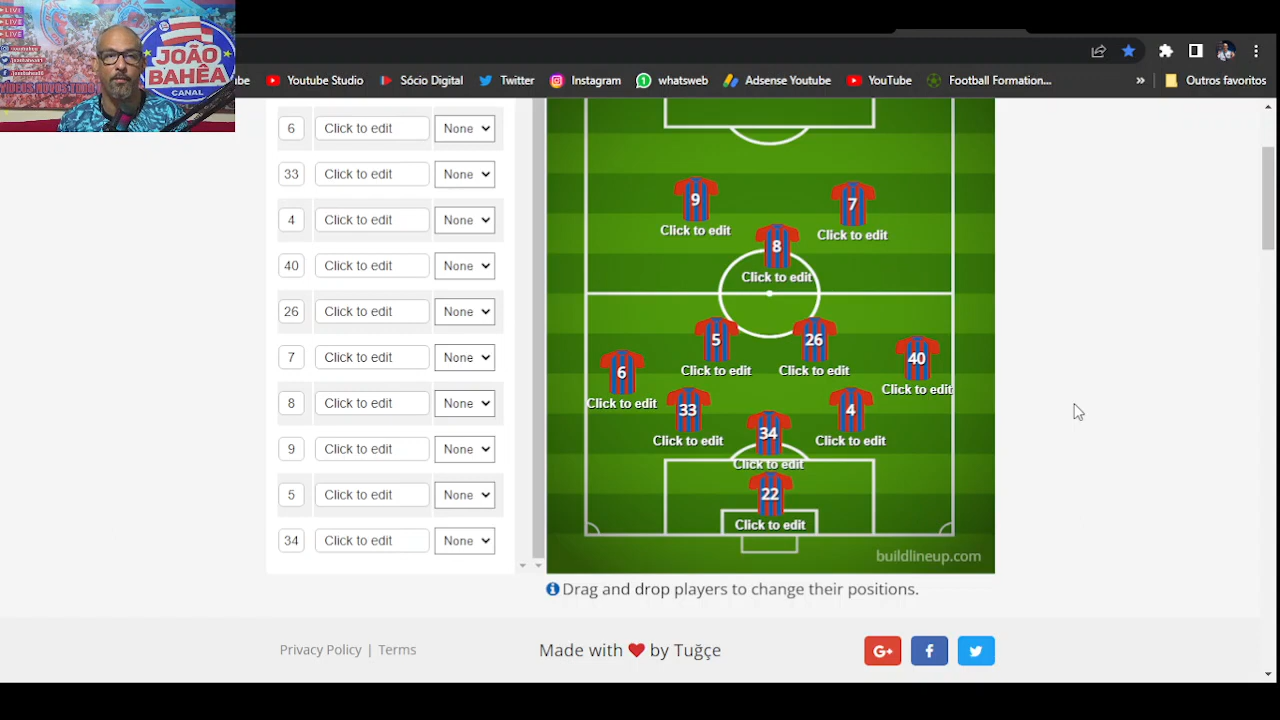 LIVE
LIVE
LIVE
JOÃO
BAHÊA
CANAL
Youtube Studio
Sócio Digital
Twitter
Instagram
whatsweb
Adsense Youtube
YouTube
Football Formation...
»
Outros favoritos
6 Click to edit None
33 Click to edit None
4 Click to edit None
40 Click to edit None
26 Click to edit None
7 Click to edit None
8 Click to edit None
9 Click to edit None
5 Click to edit None
34 Click to edit None
9
Click to edit
7
Click to edit
8
Click to edit
5
Click to edit
26
Click to edit
6
Click to edit
40
Click to edit
33
Click to edit
4
Click to edit
34
Click to edit
22
Click to edit
buildlineup.com
Drag and drop players to change their positions.
Privacy Policy | Terms
Made with ❤ by Tuğçe
G+
f